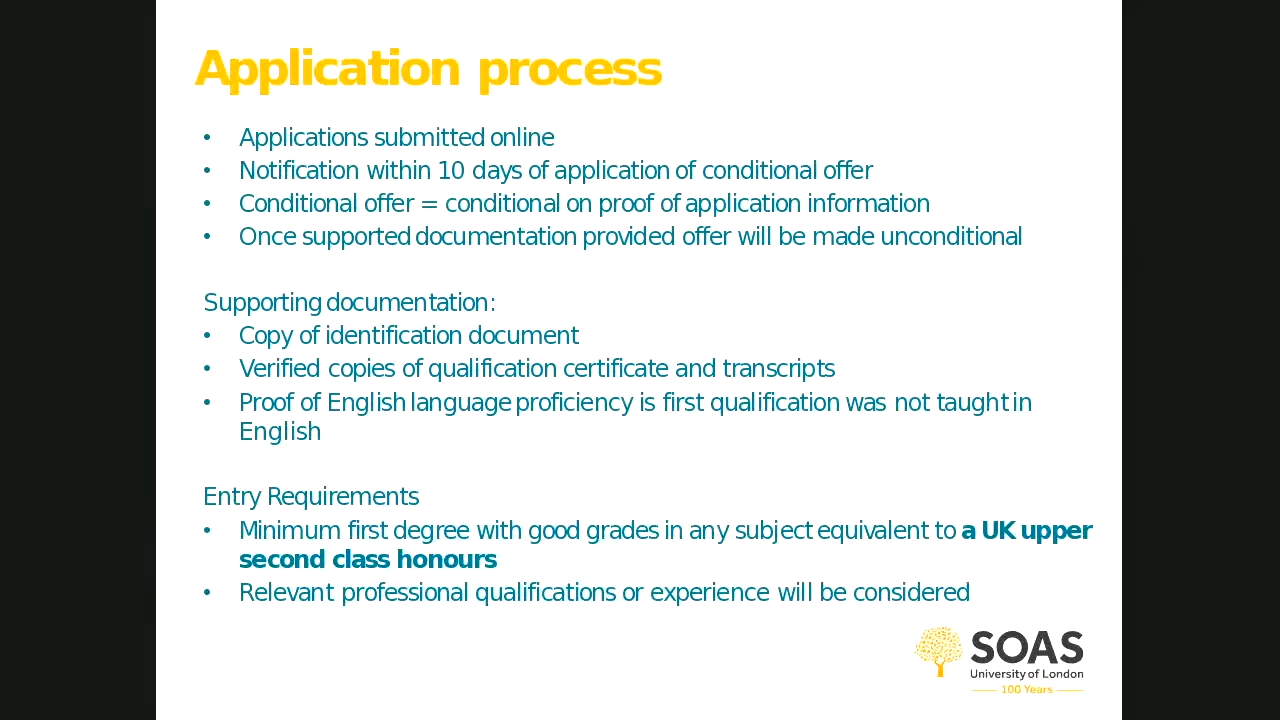 Application process
• Applications submitted online
• Notification within 10 days of application of conditional offer
• Conditional offer = conditional on proof of application information
• Once supported documentation provided offer will be made unconditional
Supporting documentation:
• Copy of identification document
• Verified copies of qualification certificate and transcripts
• Proof of English language proficiency is first qualification was not taught in
English
Entry Requirements
• Minimum first degree with good grades in any subject equivalent to a UK upper
second class honours
• Relevant professional qualifications or experience will be considered
SOAS
University of London
100 Years